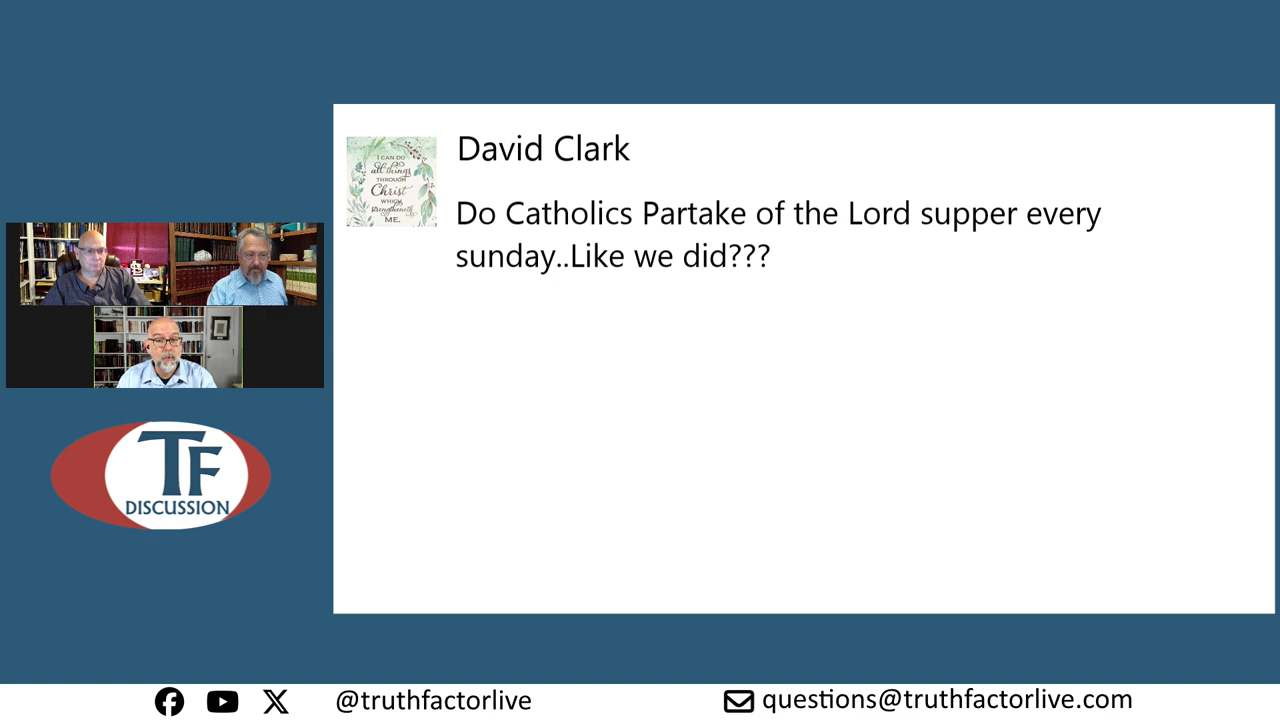 David Clark
Do Catholics Partake of the Lord supper every
sunday..Like we did???
I CAN DO
all things
THROUGH
Christ
WHICH
strengtheneth
ME.
TF
DISCUSSION
@truthfactorlive
questions@truthfactorlive.com